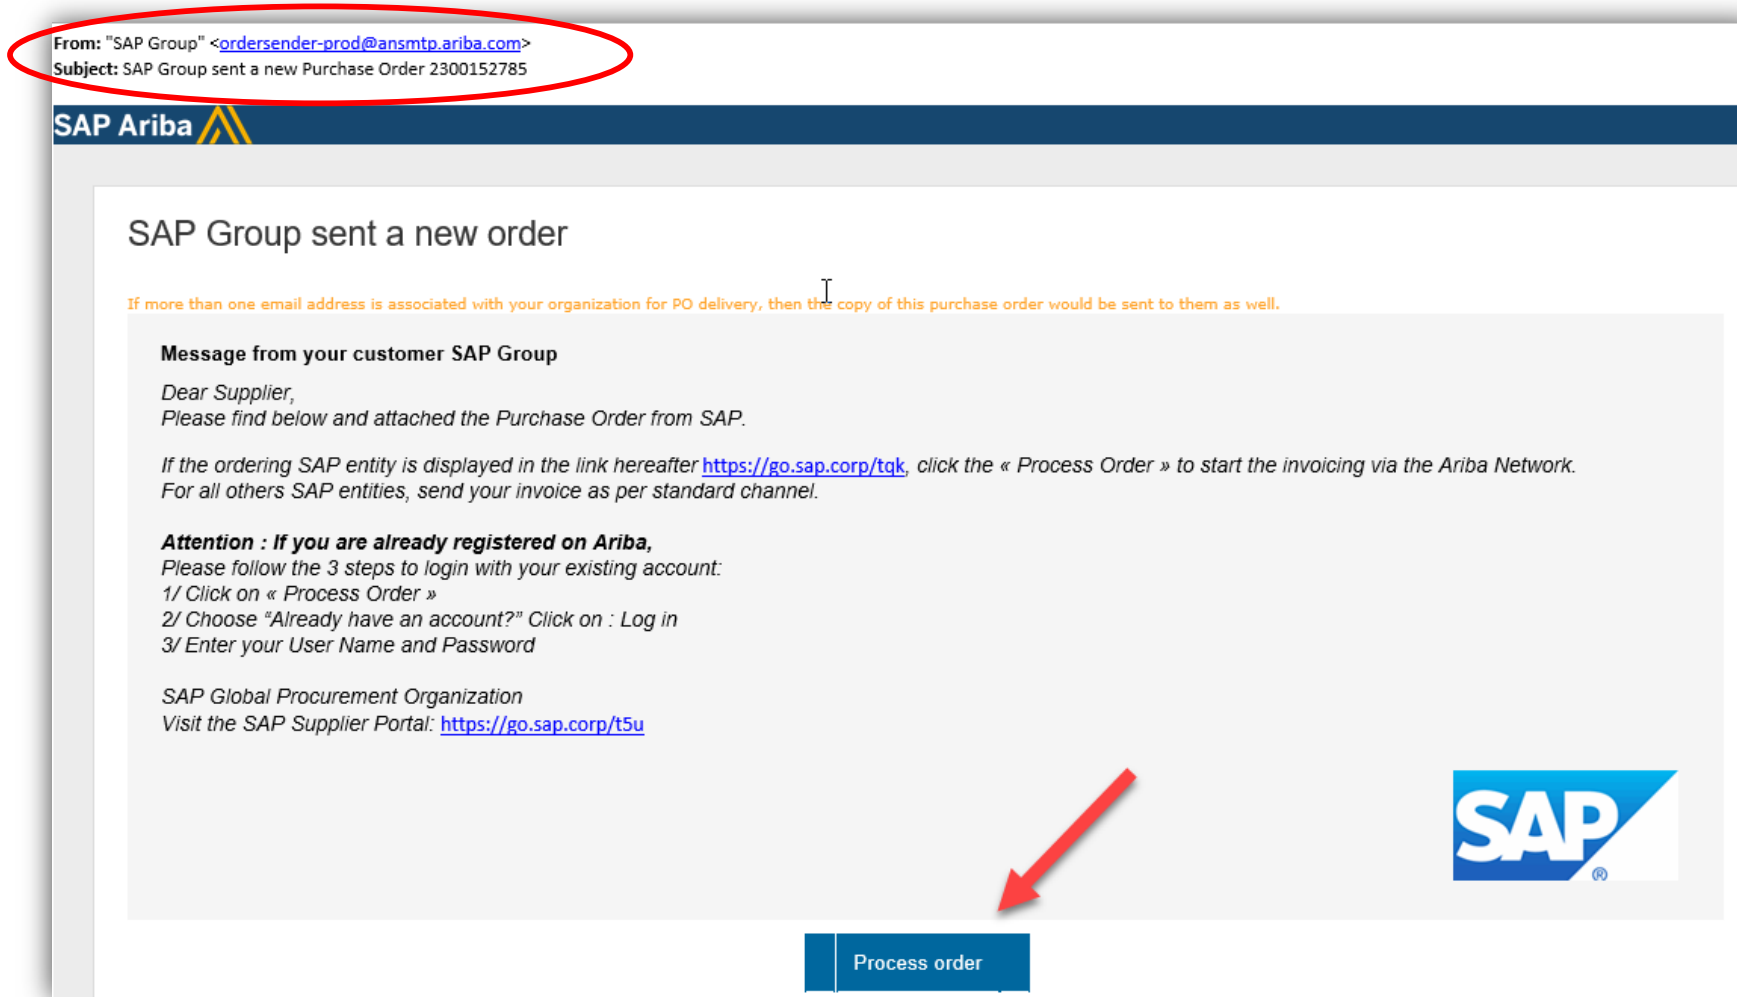 From: "SAP Group" <ordersender-prod@ansmtp.ariba.com>
Subject: SAP Group sent a new Purchase Order 2300152785
SAP Ariba
SAP Group sent a new order
If more than one email address is associated with your organization for PO delivery, then the copy of this purchase order would be sent to them as well.
Message from your customer SAP Group
Dear Supplier,
Please find below and attached the Purchase Order from SAP.
If the ordering SAP entity is displayed in the link hereafter https://go.sap.corp/tqk, click the « Process Order » to start the invoicing via the Ariba Network.
For all others SAP entities, send your invoice as per standard channel.
Attention : If you are already registered on Ariba,
Please follow the 3 steps to login with your existing account:
1/ Click on « Process Order »
2/ Choose “Already have an account?” Click on : Log in
3/ Enter your User Name and Password
SAP Global Procurement Organization
Visit the SAP Supplier Portal: https://go.sap.corp/t5u
SAP®
Process order